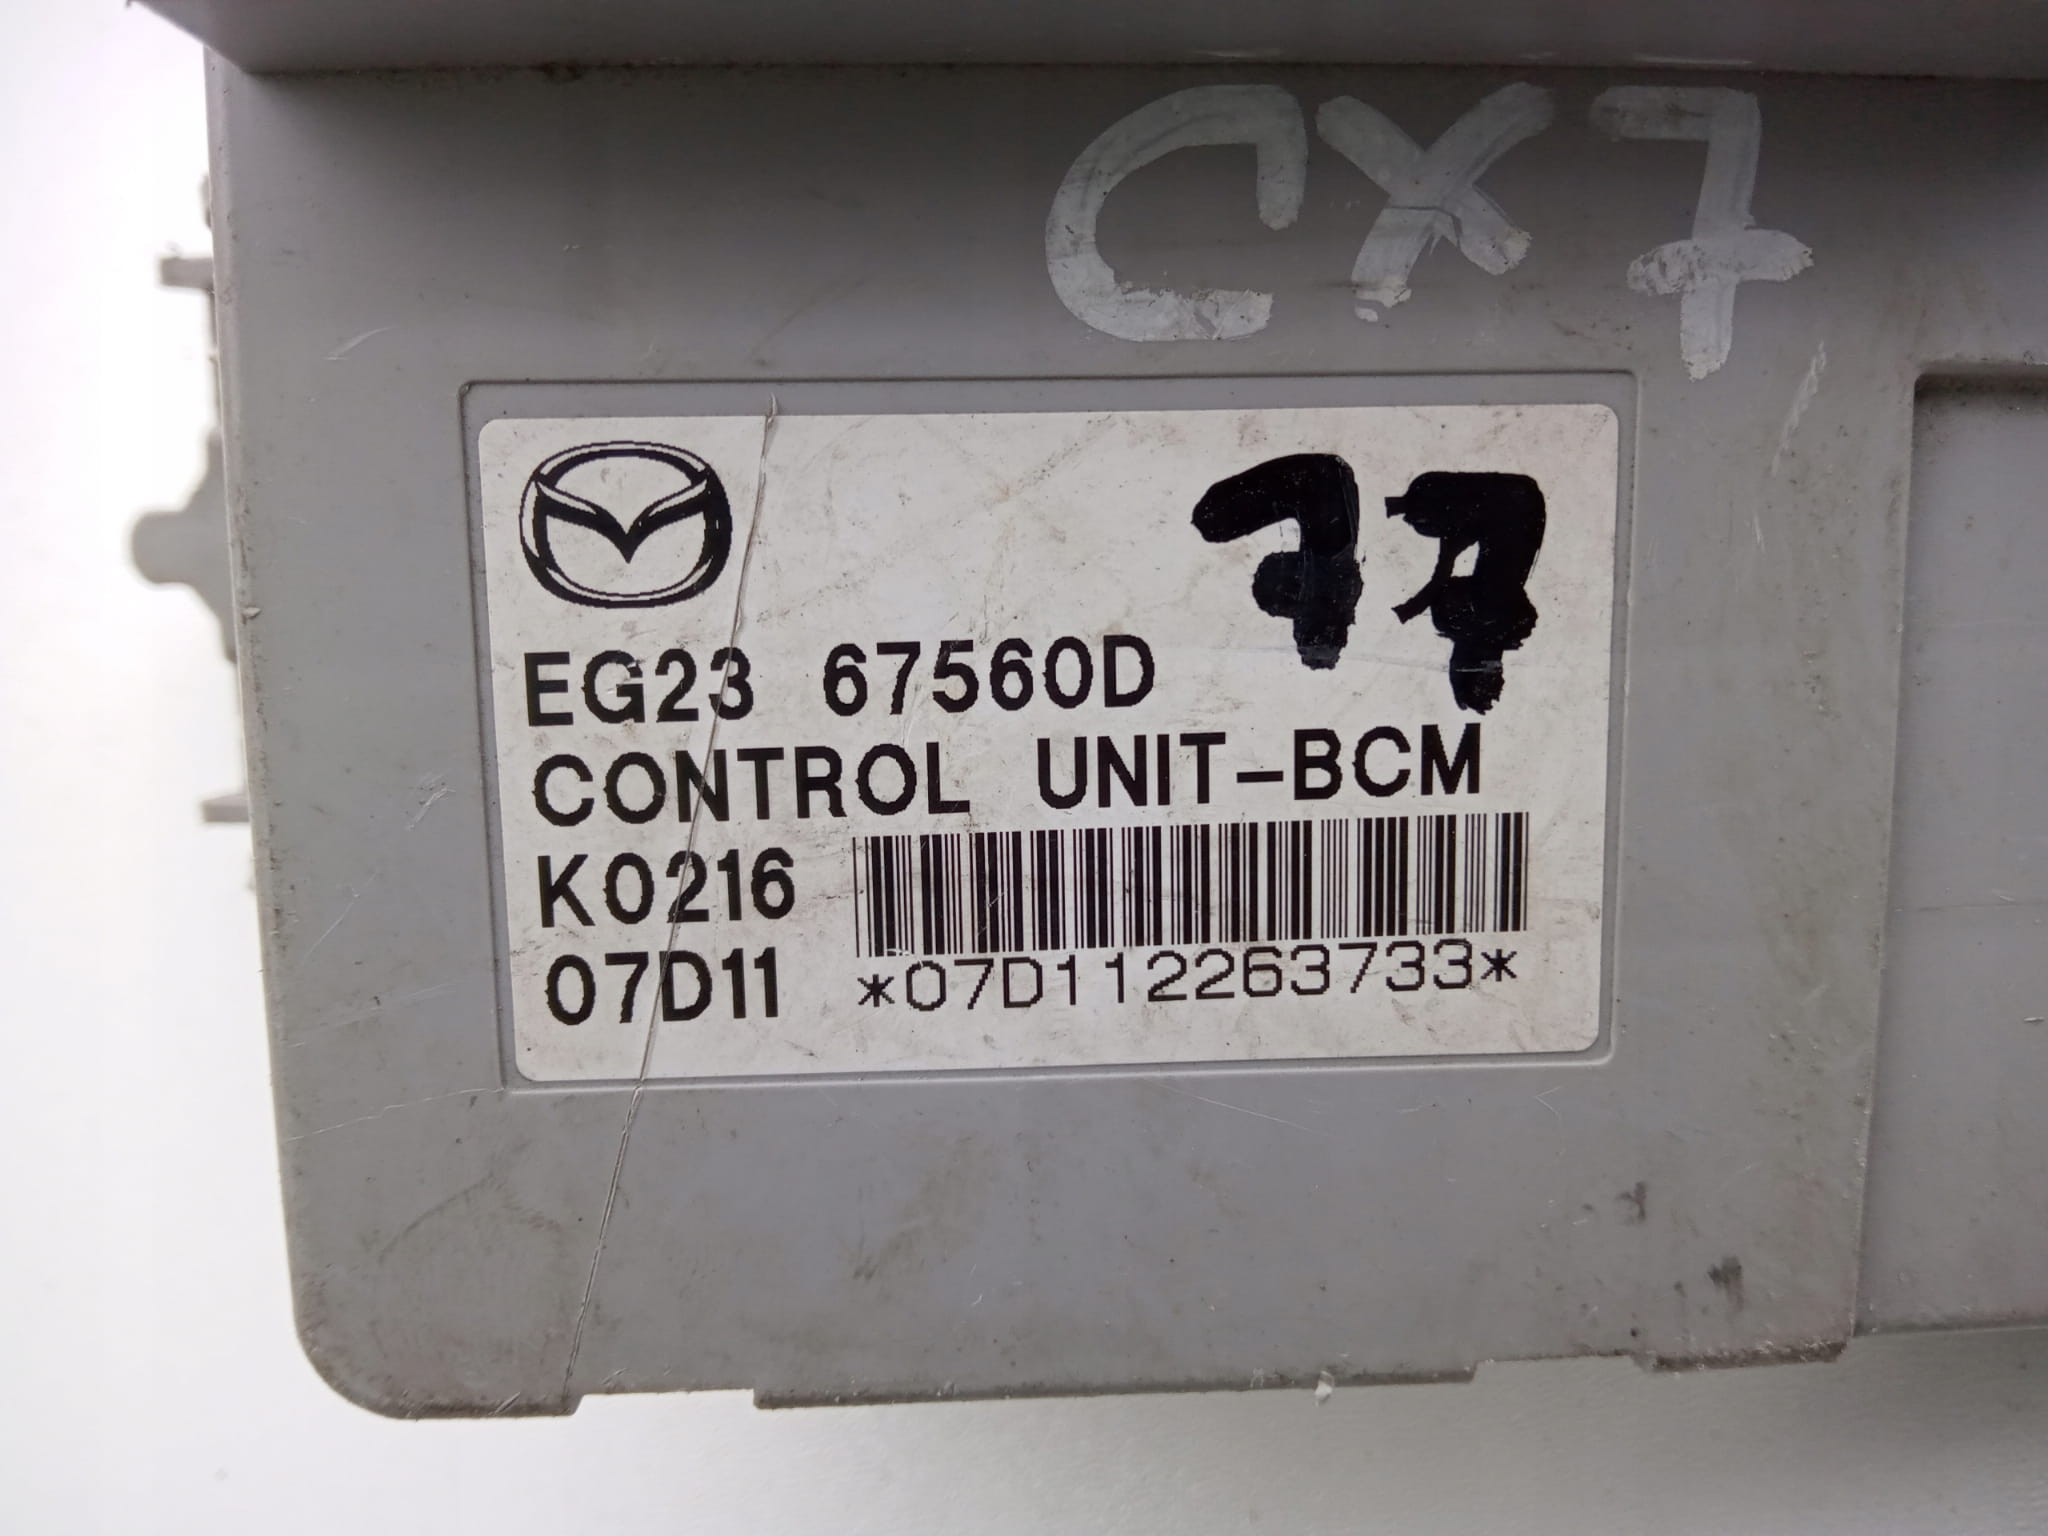 CX7
77
EG23 67560D
CONTROL UNIT-BCM
K0216
07D11 *07D112263733*